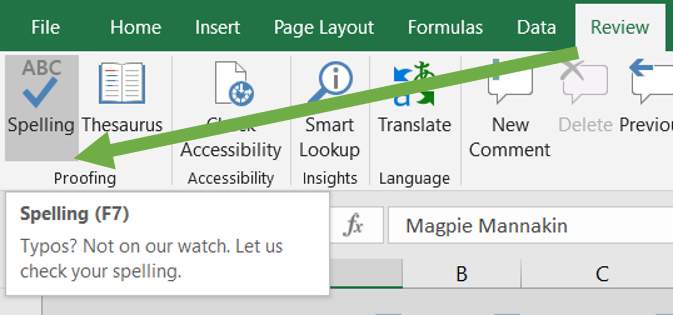 File Home Insert Page Layout Formulas Data Review
ABC
Spelling Thesaurus Check Smart Translate New Delete Previou
Accessibility Lookup Comment
Proofing Accessibility Insights Language
Spelling (F7)
fx Magpie Mannakin
Typos? Not on our watch. Let us
check your spelling.
B C